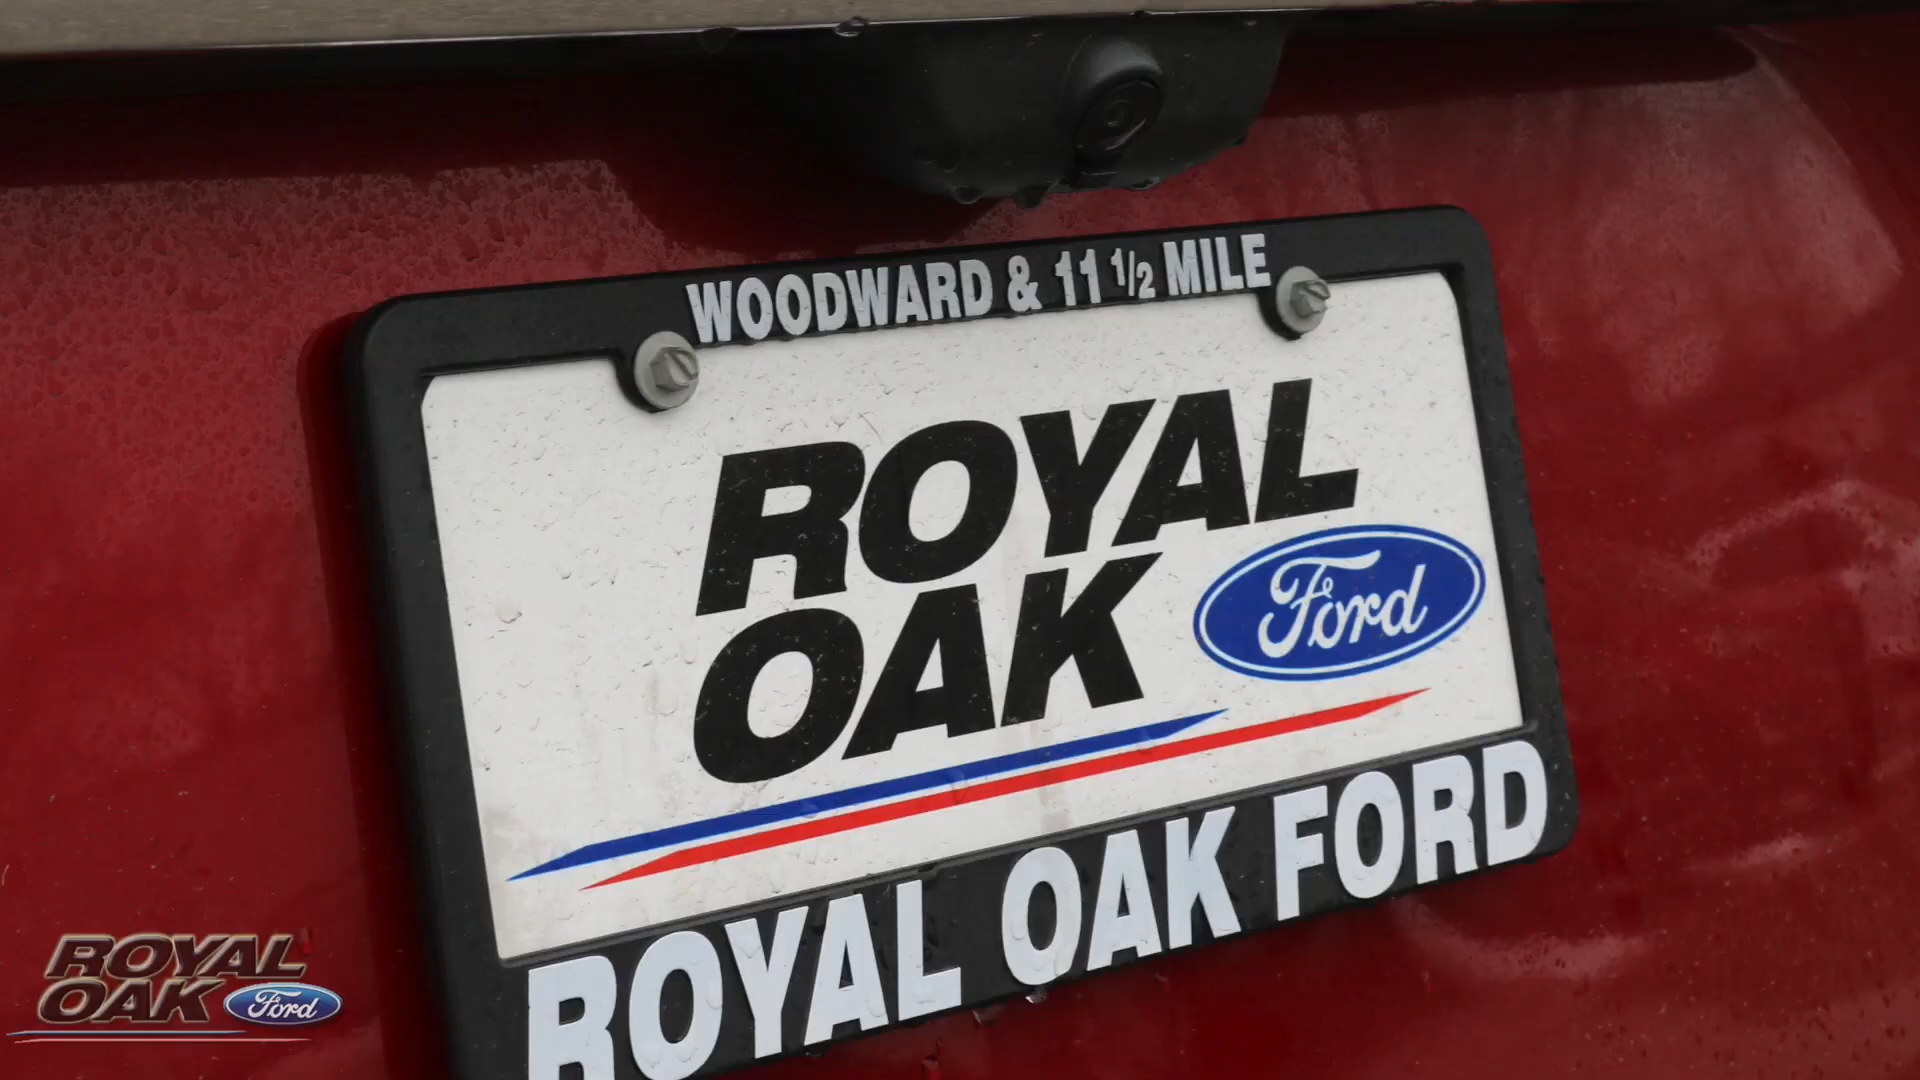 WOODWARD & 11 1/2 MILE
ROYAL
OAK
Ford
ROYAL OAK FORD
ROYAL
OAK Ford